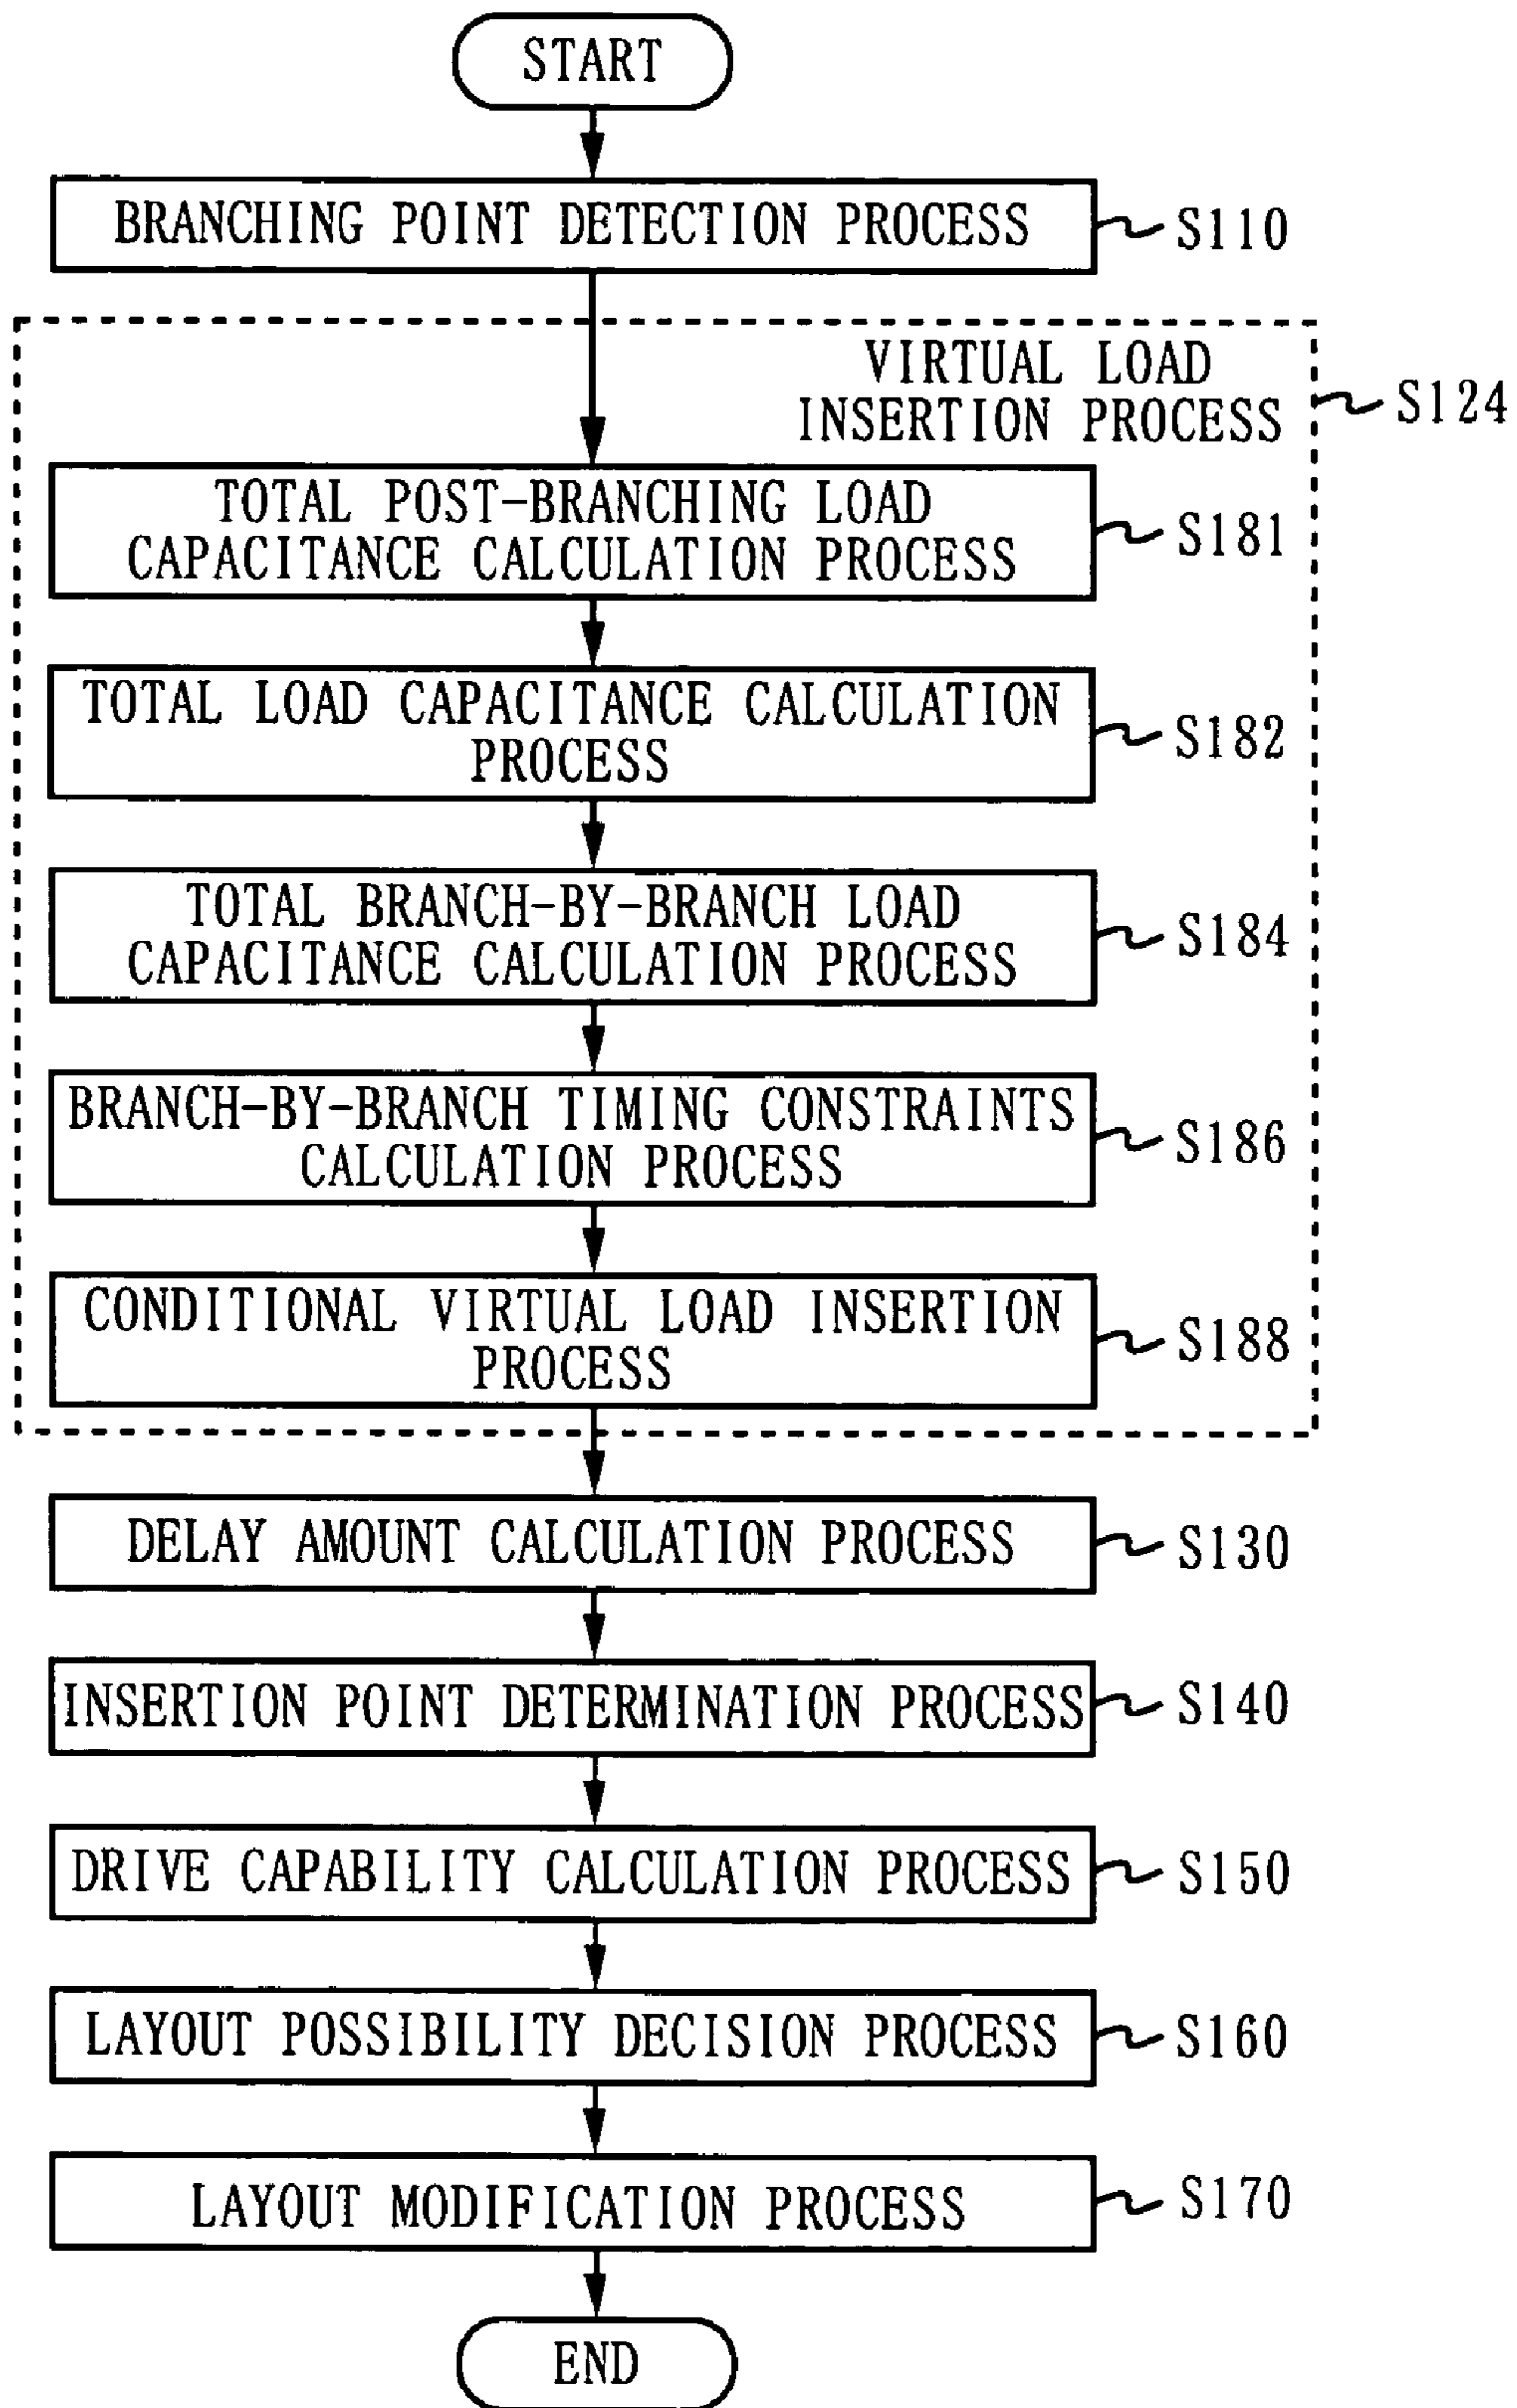 START
BRANCHING POINT DETECTION PROCESS
S110
VIRTUAL LOAD
INSERTION PROCESS
S124
TOTAL POST-BRANCHING LOAD
CAPACITANCE CALCULATION PROCESS
S181
TOTAL LOAD CAPACITANCE CALCULATION
PROCESS
S182
TOTAL BRANCH-BY-BRANCH LOAD
CAPACITANCE CALCULATION PROCESS
S184
BRANCH-BY-BRANCH TIMING CONSTRAINTS
CALCULATION PROCESS
S186
CONDITIONAL VIRTUAL LOAD INSERTION
PROCESS
S188
DELAY AMOUNT CALCULATION PROCESS
S130
INSERTION POINT DETERMINATION PROCESS
S140
DRIVE CAPABILITY CALCULATION PROCESS
S150
LAYOUT POSSIBILITY DECISION PROCESS
S160
LAYOUT MODIFICATION PROCESS
S170
END